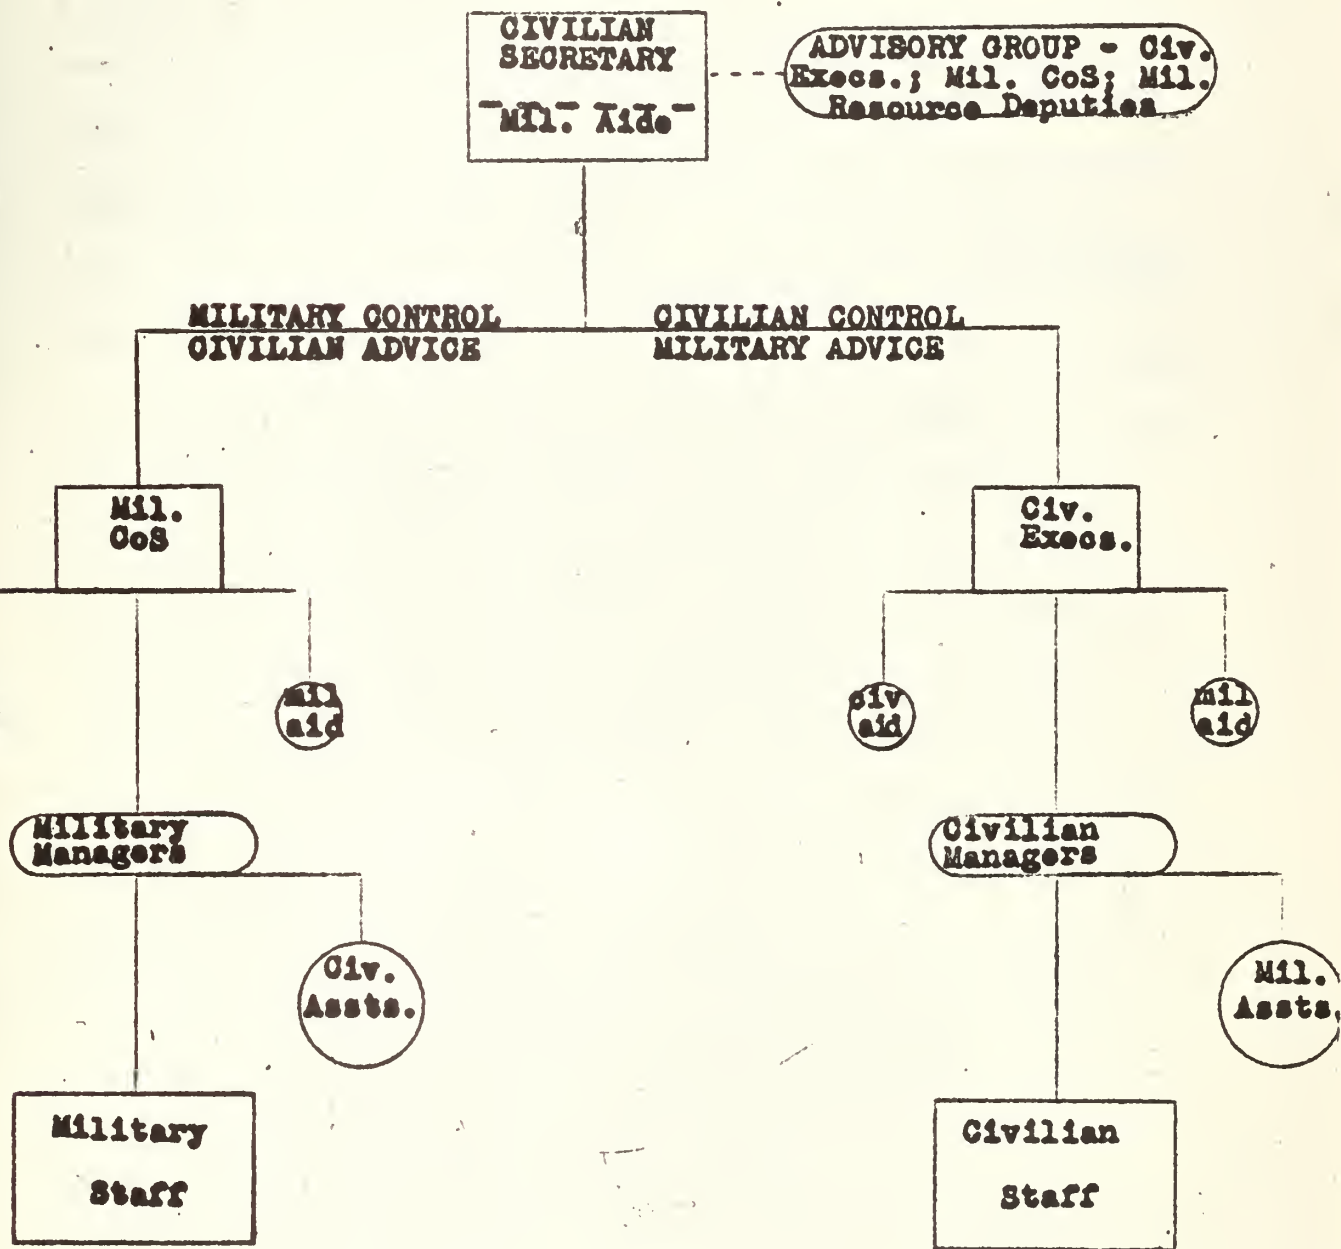 CIVILIAN
SECRETARY
Mil. Aide
ADVISORY GROUP - Civ.
Execs.; Mil. CoS; Mil.
Resource Deputies
MILITARY CONTROL
CIVILIAN ADVICE
CIVILIAN CONTROL
MILITARY ADVICE
Mil.
CoS
Civ.
Execs.
mil
aid
civ
aid
mil
aid
Military
Managers
Civilian
Managers
Civ.
Assts.
Mil.
Assts.
Military
Staff
Civilian
Staff